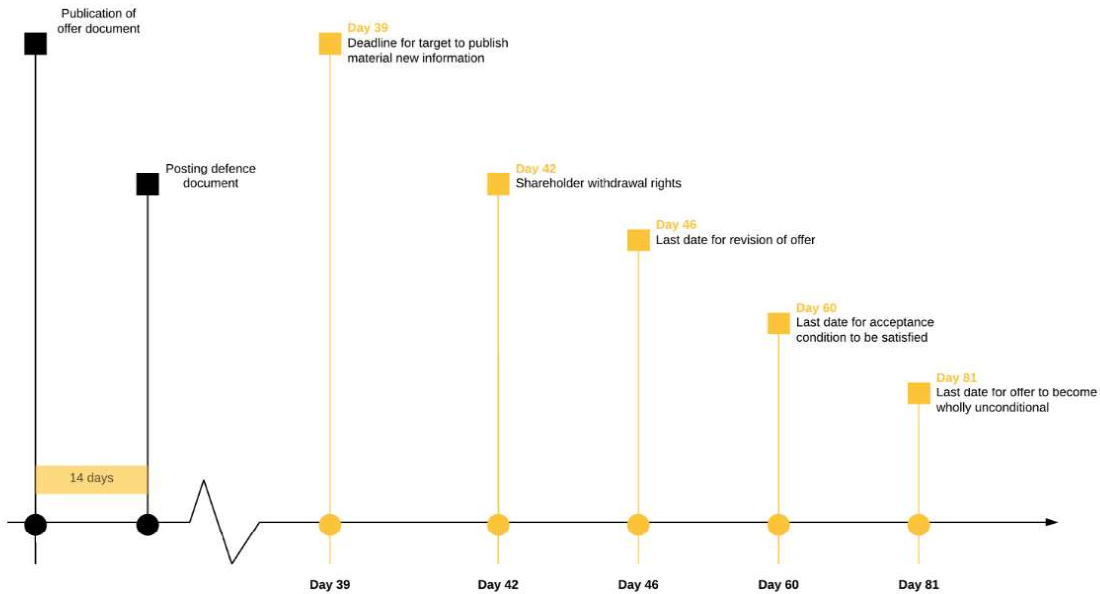 Publication of
offer document
Day 39
Deadline for target to publish
material new information
Posting defence
document
Day 42
Shareholder withdrawal rights
Day 46
Last date for revision of offer
Day 60
Last date for acceptance
condition to be satisfied
Day 81
Last date for offer to become
wholly unconditional
14 days
Day 39
Day 42
Day 46
Day 60
Day 81